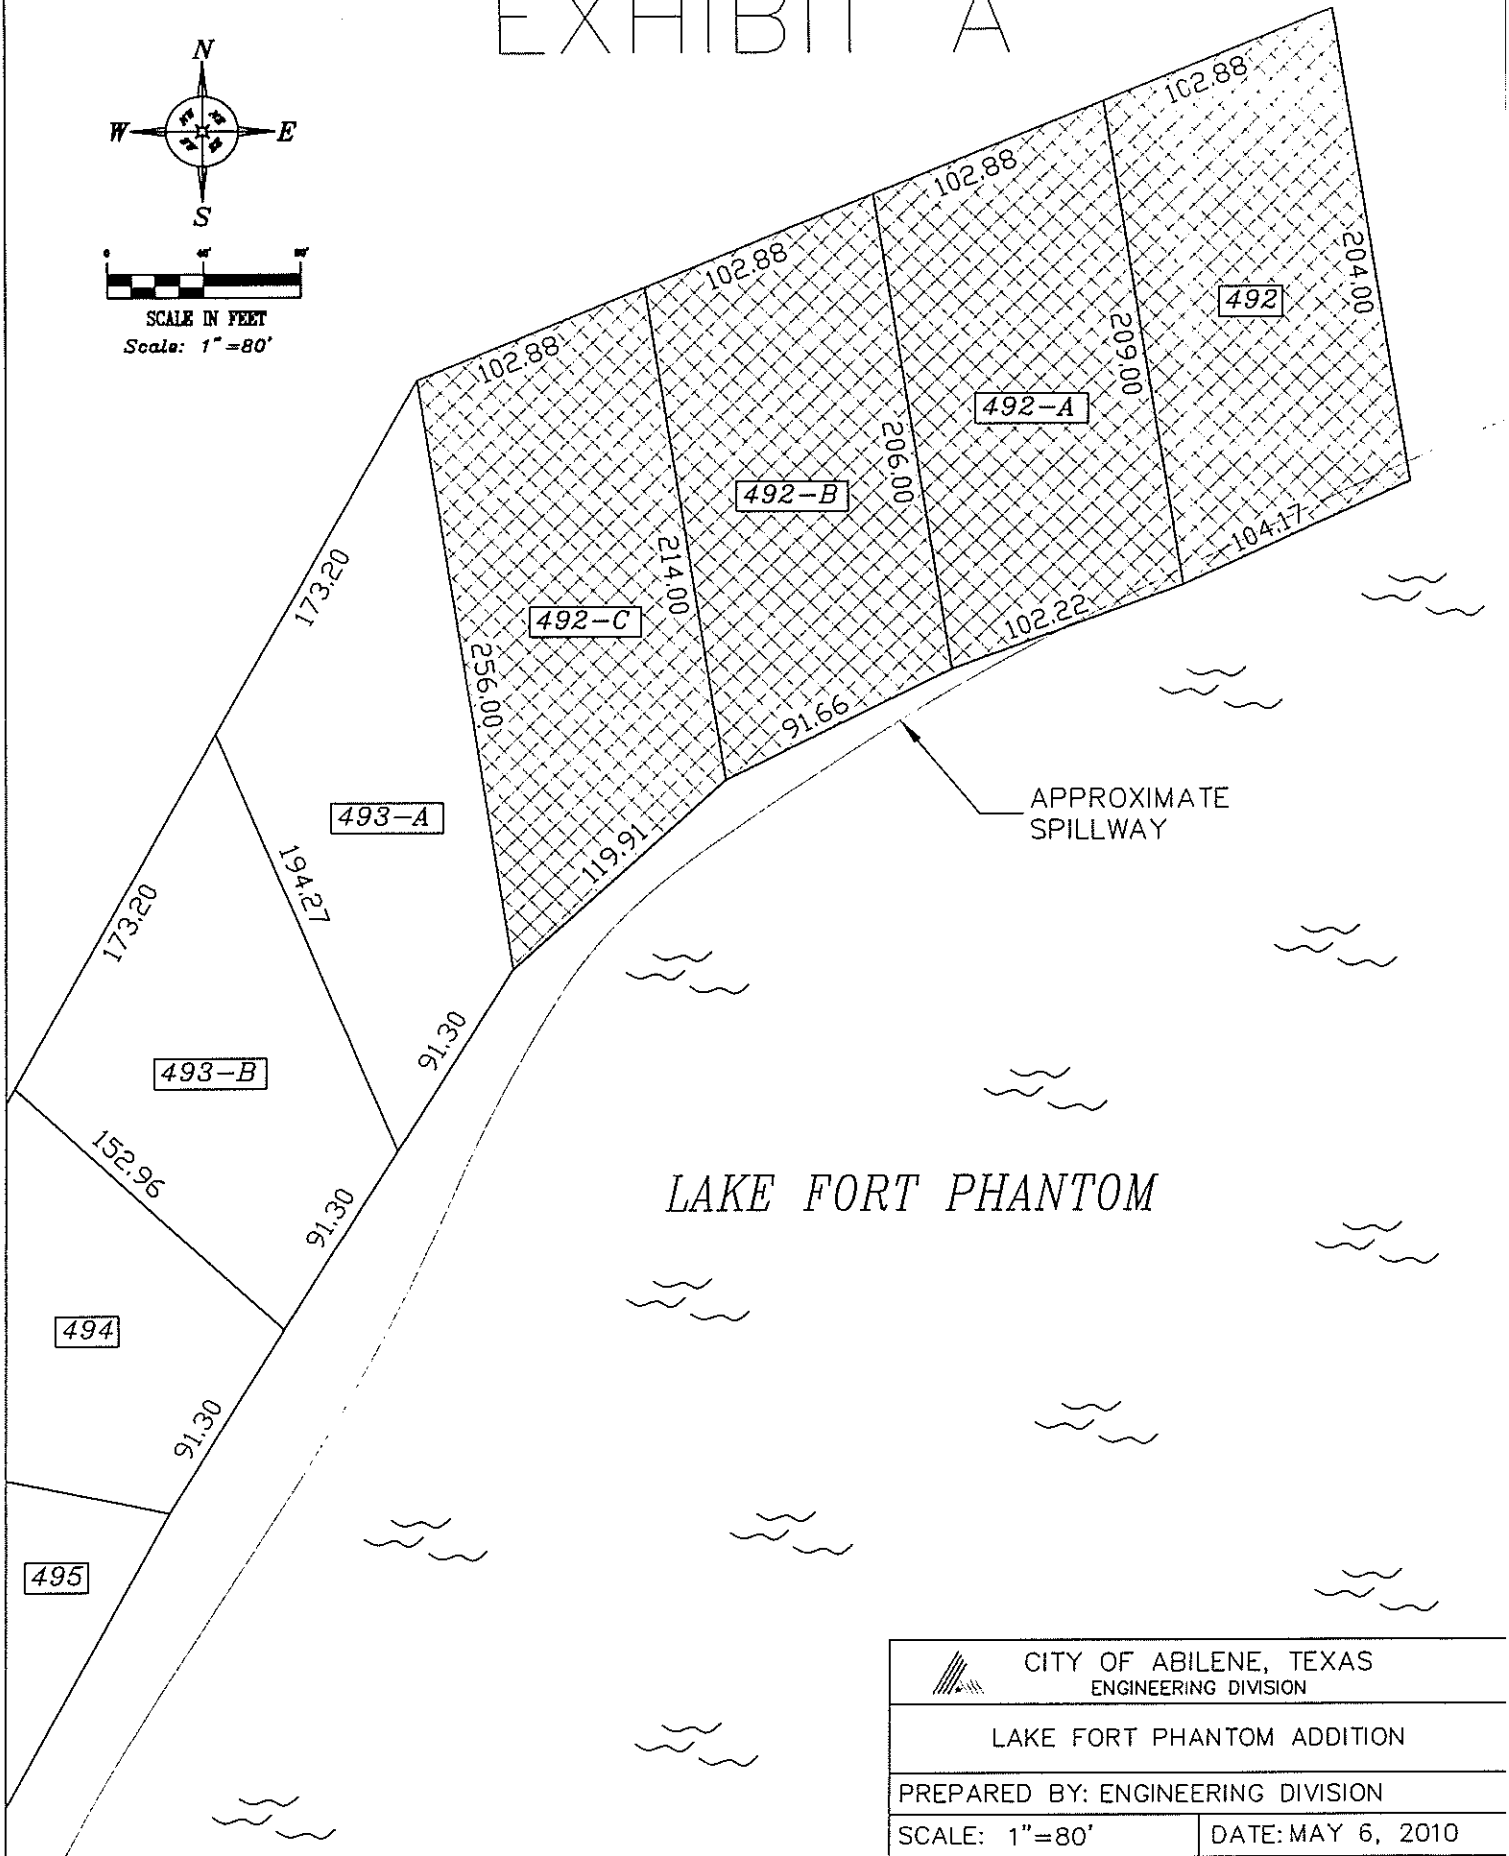 EXHIBIT A
N
W E
S
0 40' 80'
SCALE IN FEET
Scale: 1"=80'
102.88
102.88
102.88
102.88
204.00
492
209.00
492-A
206.00
492-B
214.00
492-C
256.00
104.17
102.22
91.66
119.91
173.20
493-A
194.27
173.20
91.30
493-B
152.96
91.30
494
91.30
495
APPROXIMATE
SPILLWAY
LAKE FORT PHANTOM
CITY OF ABILENE, TEXAS
ENGINEERING DIVISION
LAKE FORT PHANTOM ADDITION
PREPARED BY: ENGINEERING DIVISION
SCALE: 1"=80' DATE: MAY 6, 2010